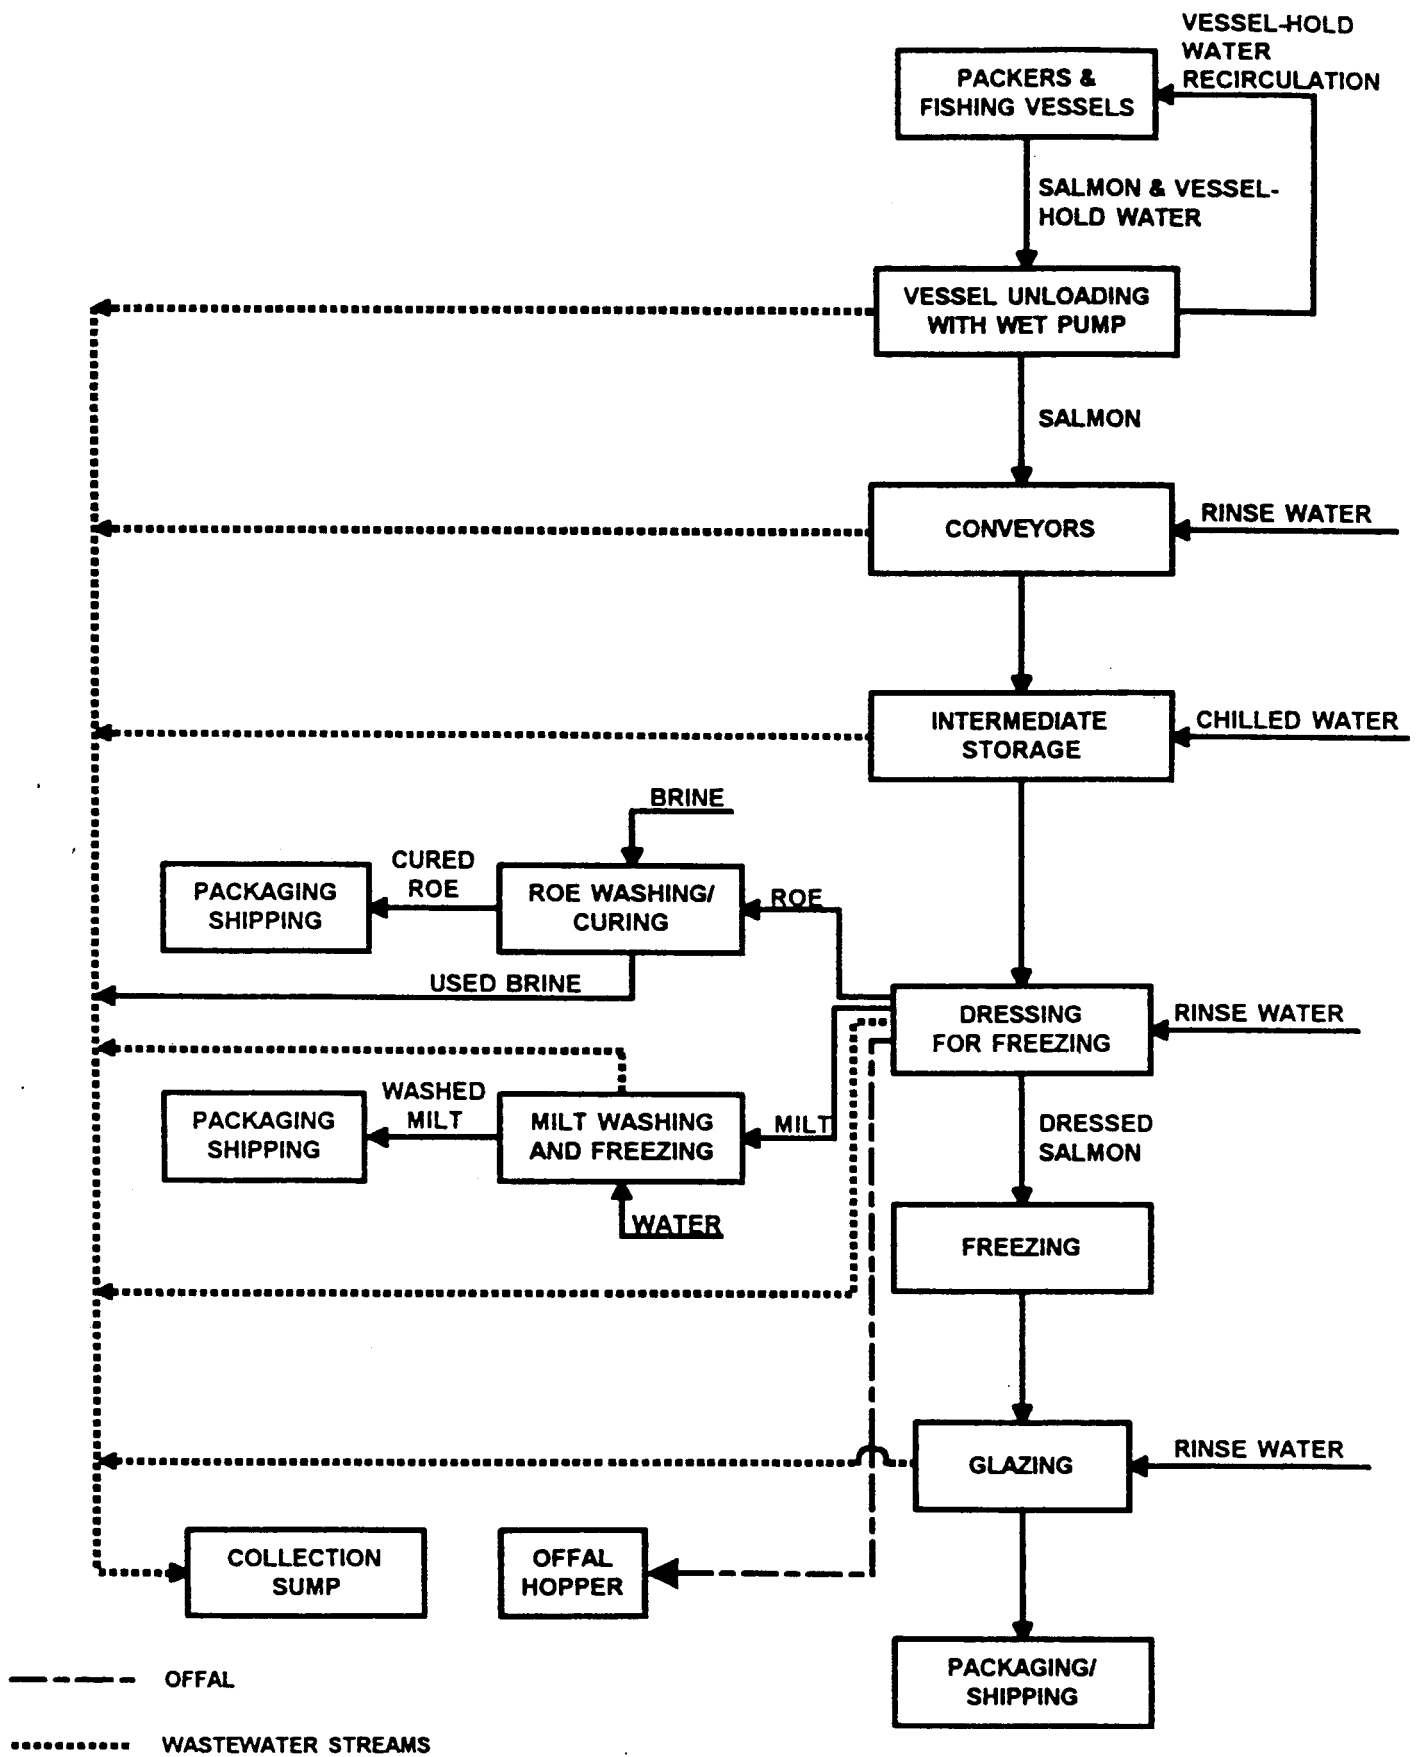 VESSEL-HOLD
WATER
RECIRCULATION
PACKERS &
FISHING VESSELS
SALMON & VESSEL-
HOLD WATER
VESSEL UNLOADING
WITH WET PUMP
SALMON
CONVEYORS
RINSE WATER
INTERMEDIATE
STORAGE
CHILLED WATER
BRINE
PACKAGING
SHIPPING
CURED
ROE
ROE WASHING/
CURING
ROE
USED BRINE
DRESSING
FOR FREEZING
RINSE WATER
PACKAGING
SHIPPING
WASHED
MILT
MILT WASHING
AND FREEZING
MILT
DRESSED
SALMON
WATER
FREEZING
GLAZING
RINSE WATER
COLLECTION
SUMP
OFFAL
HOPPER
PACKAGING/
SHIPPING
OFFAL
WASTEWATER STREAMS